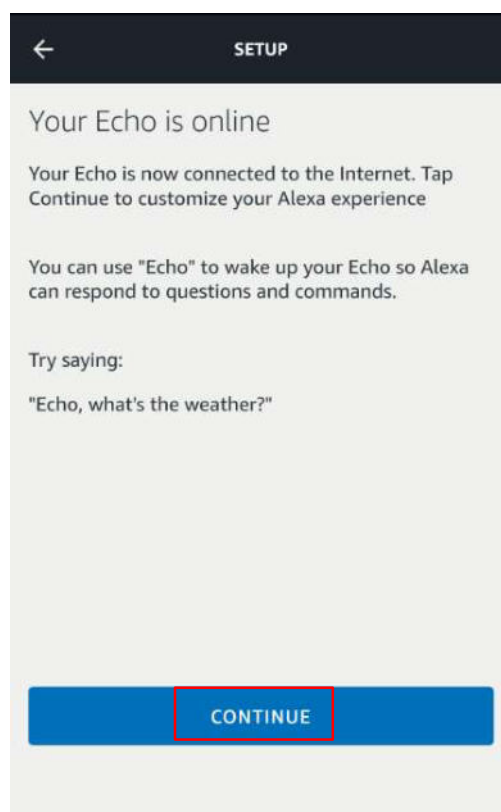 SETUP
Your Echo is online
Your Echo is now connected to the Internet. Tap
Continue to customize your Alexa experience
You can use "Echo" to wake up your Echo so Alexa
can respond to questions and commands.
Try saying:
"Echo, what's the weather?"
CONTINUE